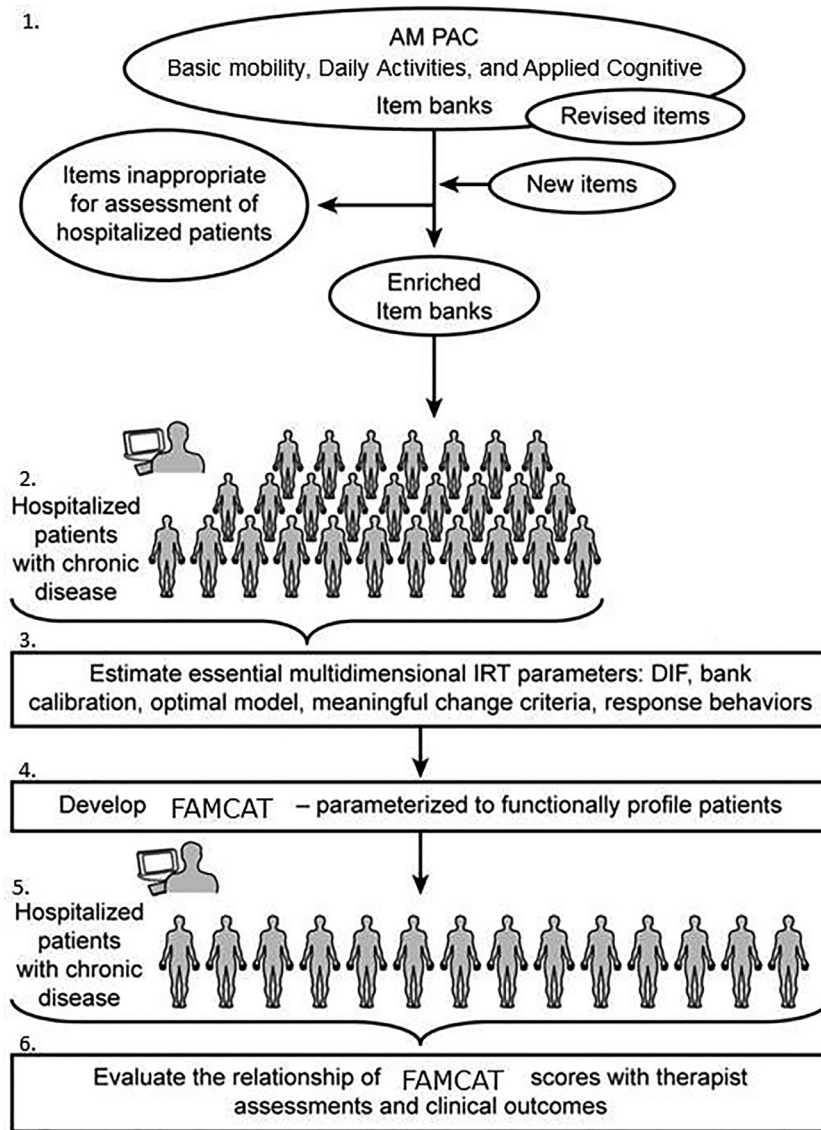 1.
AM PAC
Basic mobility, Daily Activities, and Applied Cognitive
Item banks
Revised items
Items inappropriate
for assessment of
hospitalized patients
New items
Enriched
Item banks
2.
Hospitalized
patients
with chronic
disease
3.
Estimate essential multidimensional IRT parameters: DIF, bank
calibration, optimal model, meaningful change criteria, response behaviors
4.
Develop FAMCAT – parameterized to functionally profile patients
5.
Hospitalized
patients
with chronic
disease
6.
Evaluate the relationship of FAMCAT scores with therapist
assessments and clinical outcomes